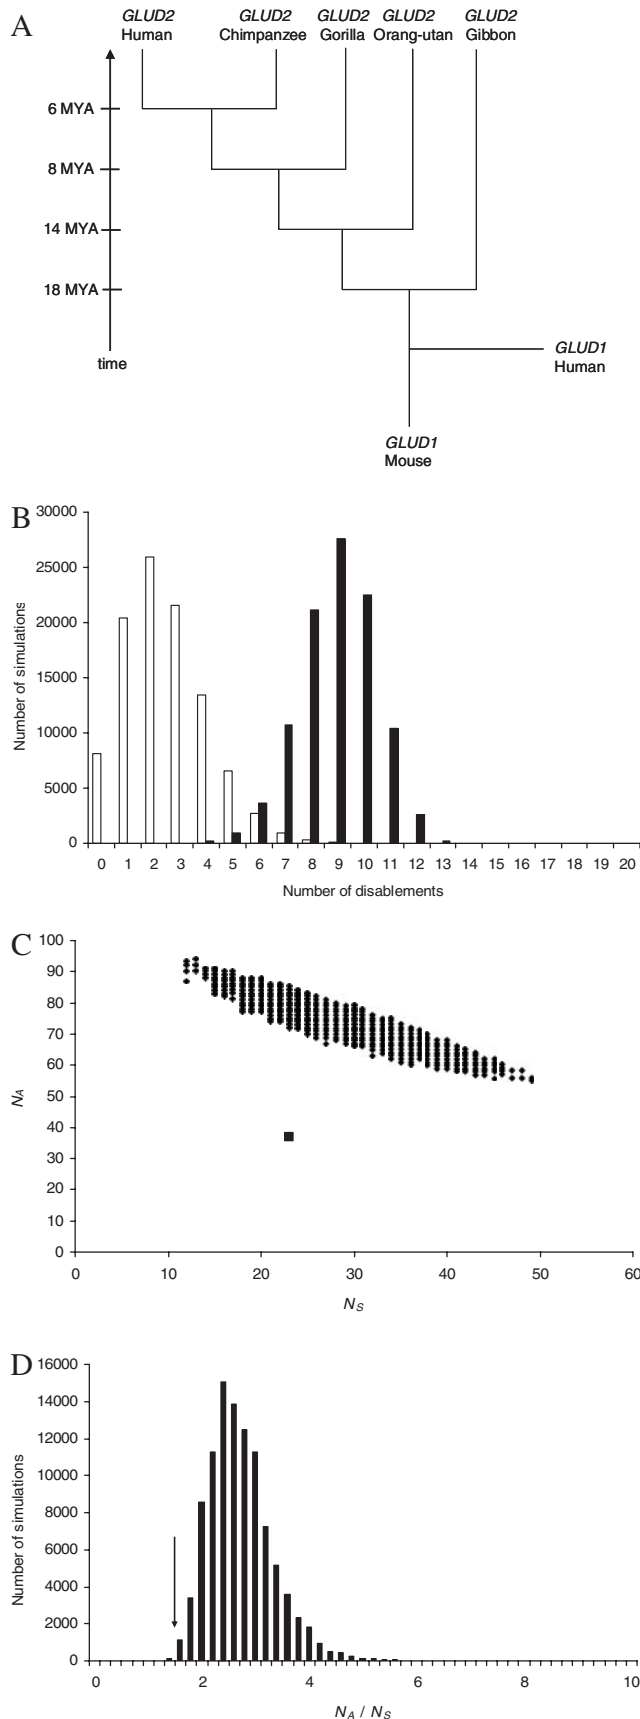 A
GLUD2 GLUD2 GLUD2 GLUD2 GLUD2
Human Chimpanzee Gorilla Orang-utan Gibbon
6 MYA
8 MYA
14 MYA
18 MYA
time
GLUD1
Human
GLUD1
Mouse
B
30000
25000
20000
15000
10000
5000
0
Number of simulations
0 1 2 3 4 5 6 7 8 9 10 11 12 13 14 15 16 17 18 19 20
Number of disablements
C
100
90
80
70
60
50
40
30
20
10
0
NA
0 10 20 30 40 50 60
NS
D
16000
14000
12000
10000
8000
6000
4000
2000
0
Number of simulations
0 2 4 6 8 10
NA / NS